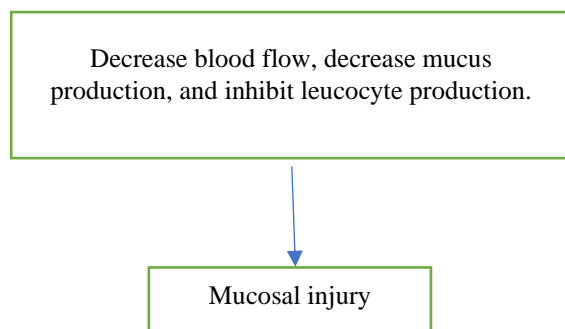 Decrease blood flow, decrease mucus
production, and inhibit leucocyte production.
Mucosal injury